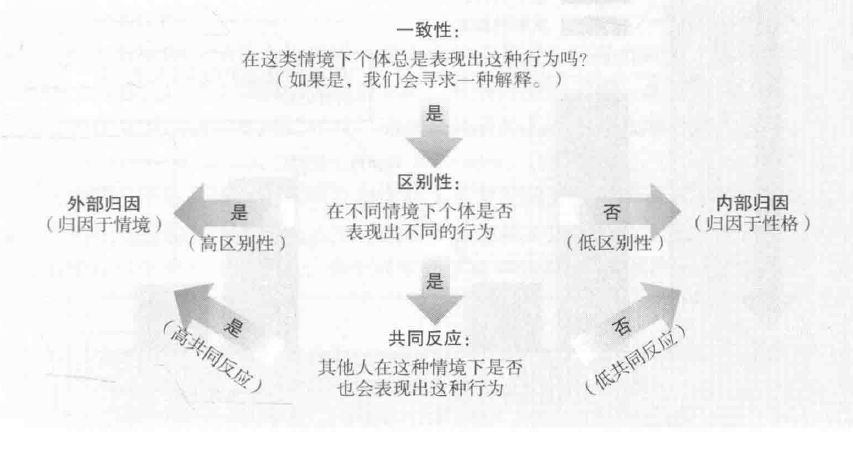 一致性：
在这类情境下个体总是表现出这种行为吗？
（如果是，我们会寻求一种解释。）
是
区别性：
在不同情境下个体是否
表现出不同的行为
外部归因
（归因于情境）
是
（高区别性）
否
（低区别性）
内部归因
（归因于性格）
是
共同反应：
其他人在这种情境下是否
也会表现出这种行为
是
（高共同反应）
否
（低共同反应）